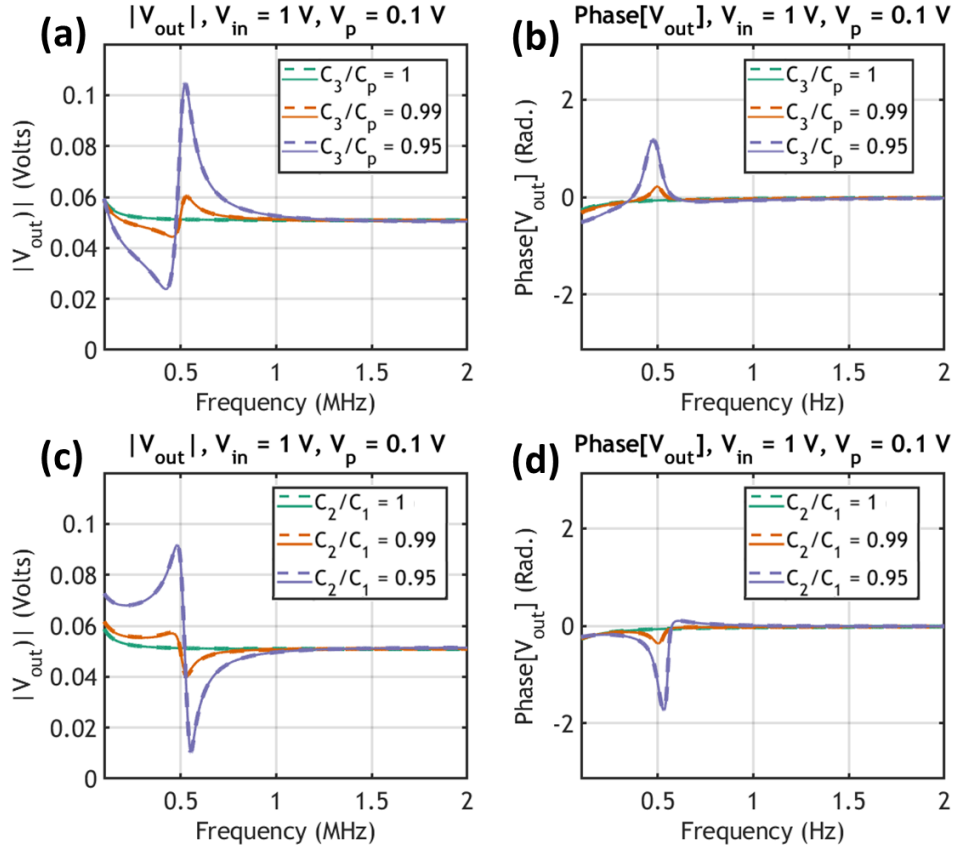 (a)
|V_out|, V_in = 1 V, V_p = 0.1 V
|V_out)| (Volts)
0.1
0.08
0.06
0.04
0.02
0
C_3/C_p = 1
C_3/C_p = 0.99
C_3/C_p = 0.95
0.5
1
1.5
2
Frequency (MHz)
(b)
Phase[V_out], V_in = 1 V, V_p = 0.1 V
Phase[V_out] (Rad.)
2
0
-2
C_3/C_p = 1
C_3/C_p = 0.99
C_3/C_p = 0.95
0.5
1
1.5
2
Frequency (Hz)
(c)
|V_out|, V_in = 1 V, V_p = 0.1 V
|V_out)| (Volts)
0.1
0.08
0.06
0.04
0.02
0
C_2/C_1 = 1
C_2/C_1 = 0.99
C_2/C_1 = 0.95
0.5
1
1.5
2
Frequency (MHz)
(d)
Phase[V_out], V_in = 1 V, V_p = 0.1 V
Phase[V_out] (Rad.)
2
0
-2
C_2/C_1 = 1
C_2/C_1 = 0.99
C_2/C_1 = 0.95
0.5
1
1.5
2
Frequency (Hz)